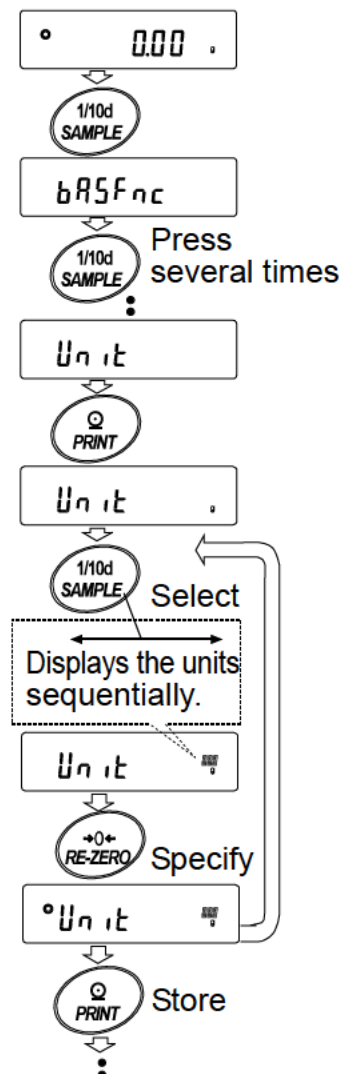 0.00 g
1/10d
SAMPLE
bASFnc
1/10d
SAMPLE
Press
several times
Unit
PRINT
Unit g
1/10d
SAMPLE
Select
Displays the units
sequentially.
Unit
→0←
RE-ZERO
Specify
Unit
PRINT
Store